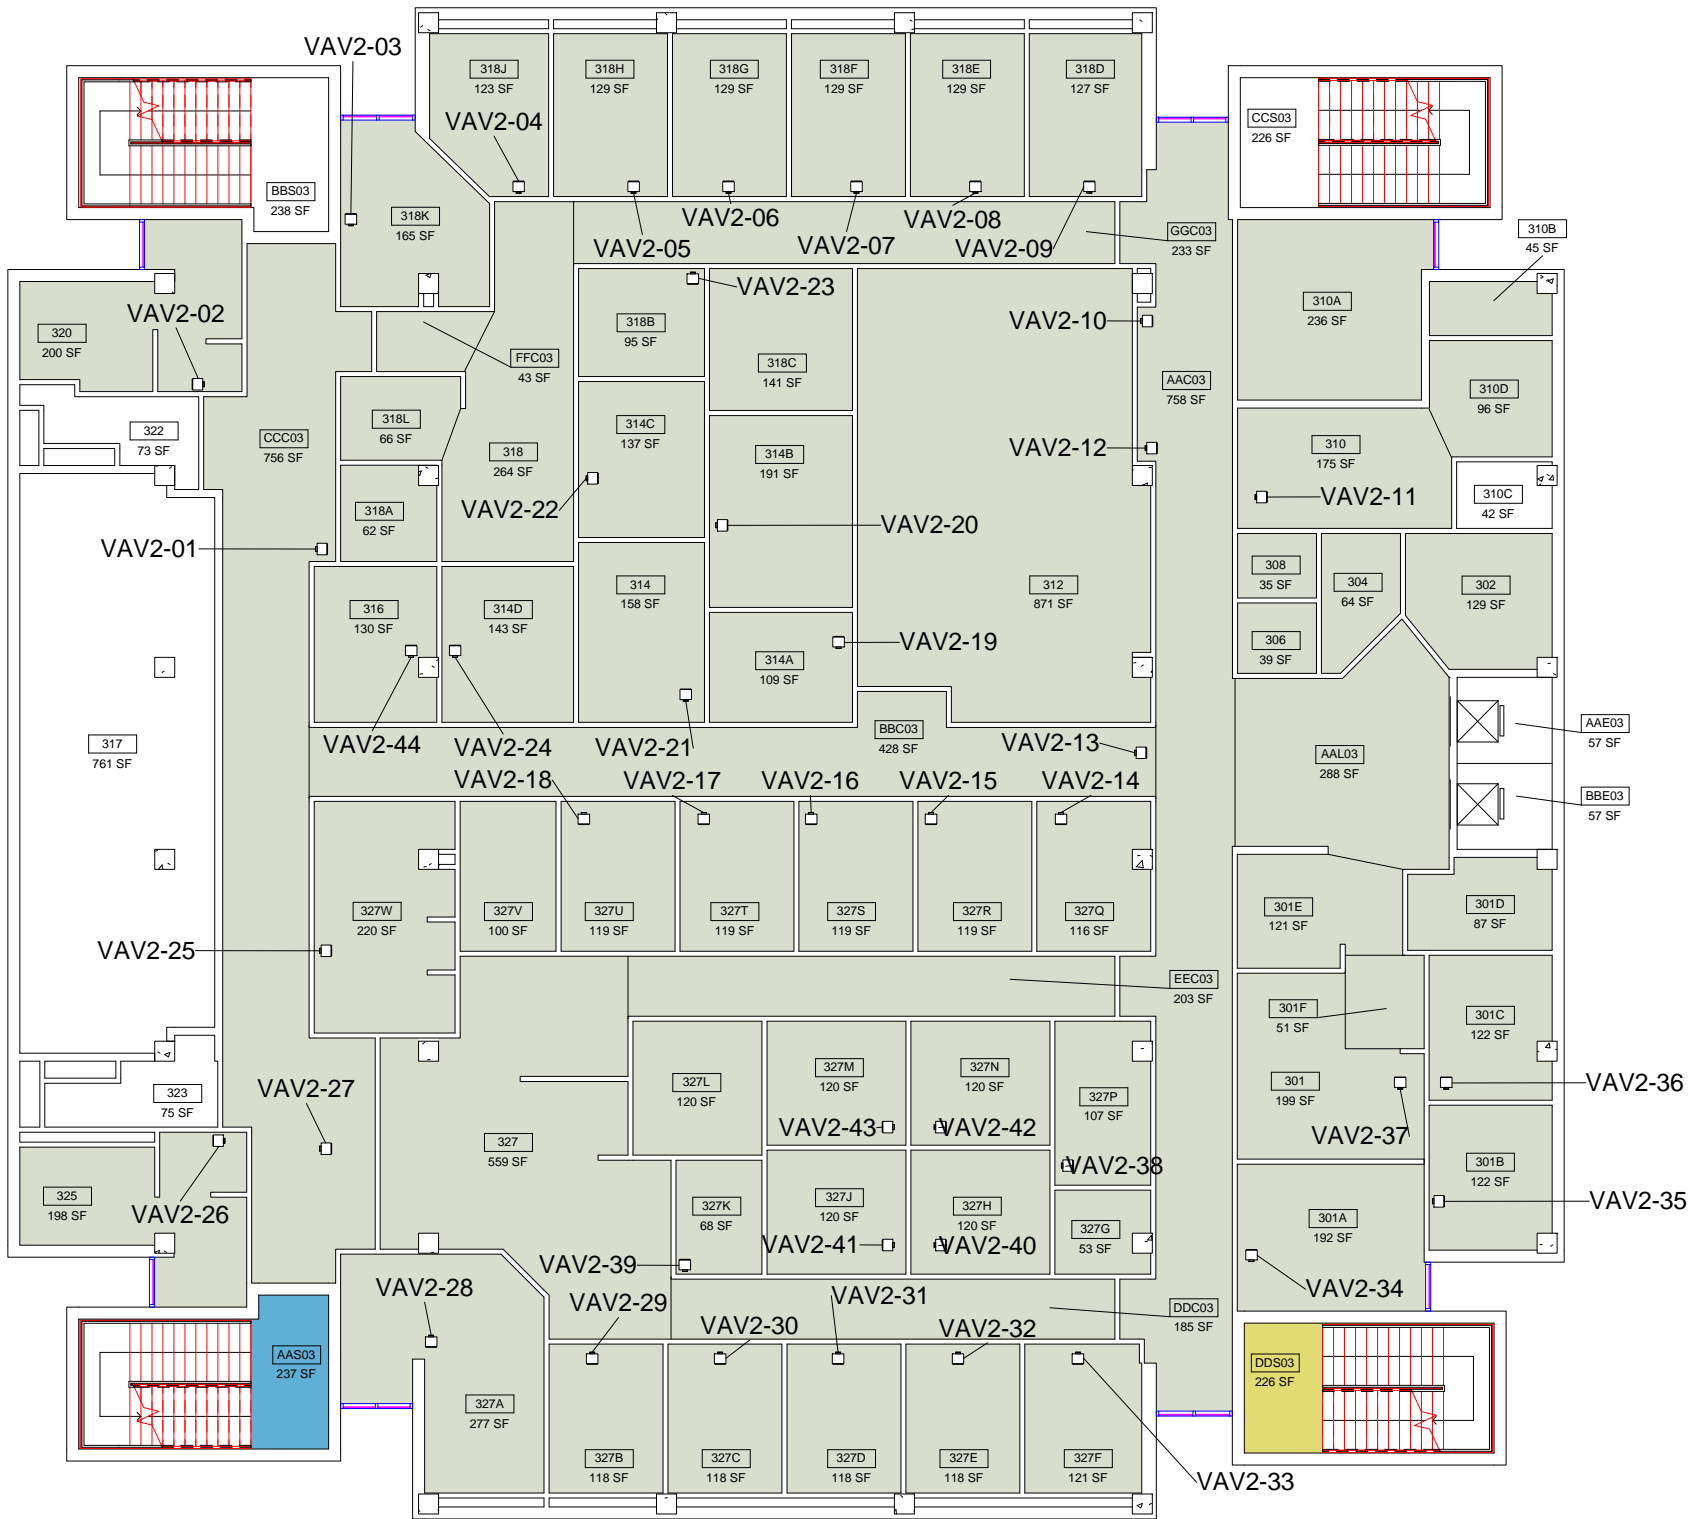 VAV2-03
318J
123 SF
318H
129 SF
318G
129 SF
318F
129 SF
318E
129 SF
318D
127 SF
VAV2-04
CCS03
226 SF
BBS03
238 SF
318K
165 SF
VAV2-05
VAV2-06
VAV2-07
VAV2-08
VAV2-09
GGC03
233 SF
310B
45 SF
VAV2-02
320
200 SF
VAV2-23
318B
95 SF
VAV2-10
310A
236 SF
FFC03
43 SF
318C
141 SF
AAC03
758 SF
310D
96 SF
322
73 SF
CCC03
756 SF
318L
66 SF
318
264 SF
314C
137 SF
314B
191 SF
VAV2-12
310
175 SF
VAV2-11
310C
42 SF
318A
62 SF
VAV2-22
VAV2-20
VAV2-01
316
130 SF
314D
143 SF
314
158 SF
312
871 SF
308
35 SF
304
64 SF
302
129 SF
306
39 SF
VAV2-19
314A
109 SF
317
761 SF
VAV2-44
VAV2-24
VAV2-21
BBC03
428 SF
VAV2-13
AAL03
288 SF
AAE03
57 SF
VAV2-18
VAV2-17
VAV2-16
VAV2-15
VAV2-14
BBE03
57 SF
327W
220 SF
327V
100 SF
327U
119 SF
327T
119 SF
327S
119 SF
327R
119 SF
327Q
116 SF
301E
121 SF
301D
87 SF
VAV2-25
EEC03
203 SF
301F
51 SF
301C
122 SF
323
75 SF
VAV2-27
327L
120 SF
327M
120 SF
327N
120 SF
327P
107 SF
301
199 SF
VAV2-36
VAV2-43
VAV2-42
VAV2-37
327
559 SF
VAV2-38
301B
122 SF
325
198 SF
VAV2-26
327K
68 SF
327J
120 SF
327H
120 SF
327G
53 SF
301A
192 SF
VAV2-35
VAV2-41
VAV2-40
VAV2-39
VAV2-28
VAV2-29
VAV2-31
VAV2-34
VAV2-30
VAV2-32
DDC03
185 SF
AAS03
237 SF
DDS03
226 SF
327A
277 SF
327B
118 SF
327C
118 SF
327D
118 SF
327E
118 SF
327F
121 SF
VAV2-33